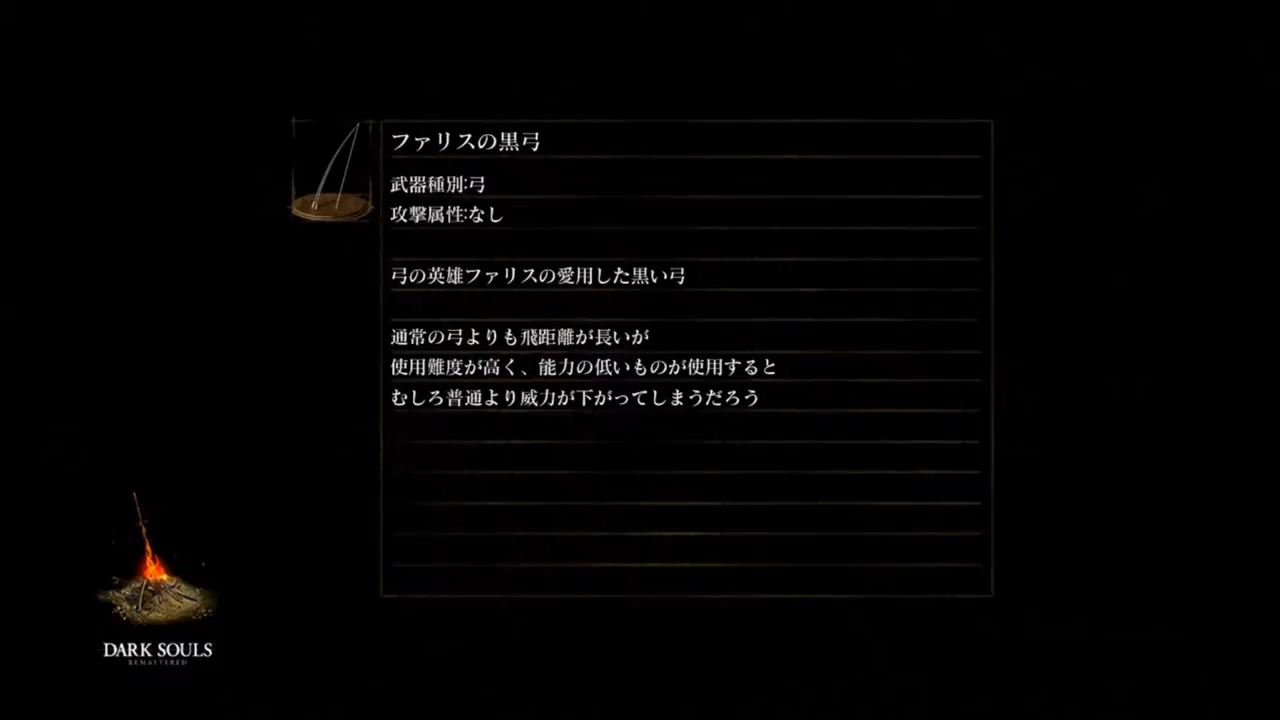 ファリスの黒弓
武器種別:弓
攻撃属性:なし
弓の英雄ファリスの愛用した黒い弓
通常の弓よりも飛距離が長いが
使用難度が高く、能力の低いものが使用すると
むしろ普通より威力が下がってしまうだろう
DARK SOULS
REMASTERED